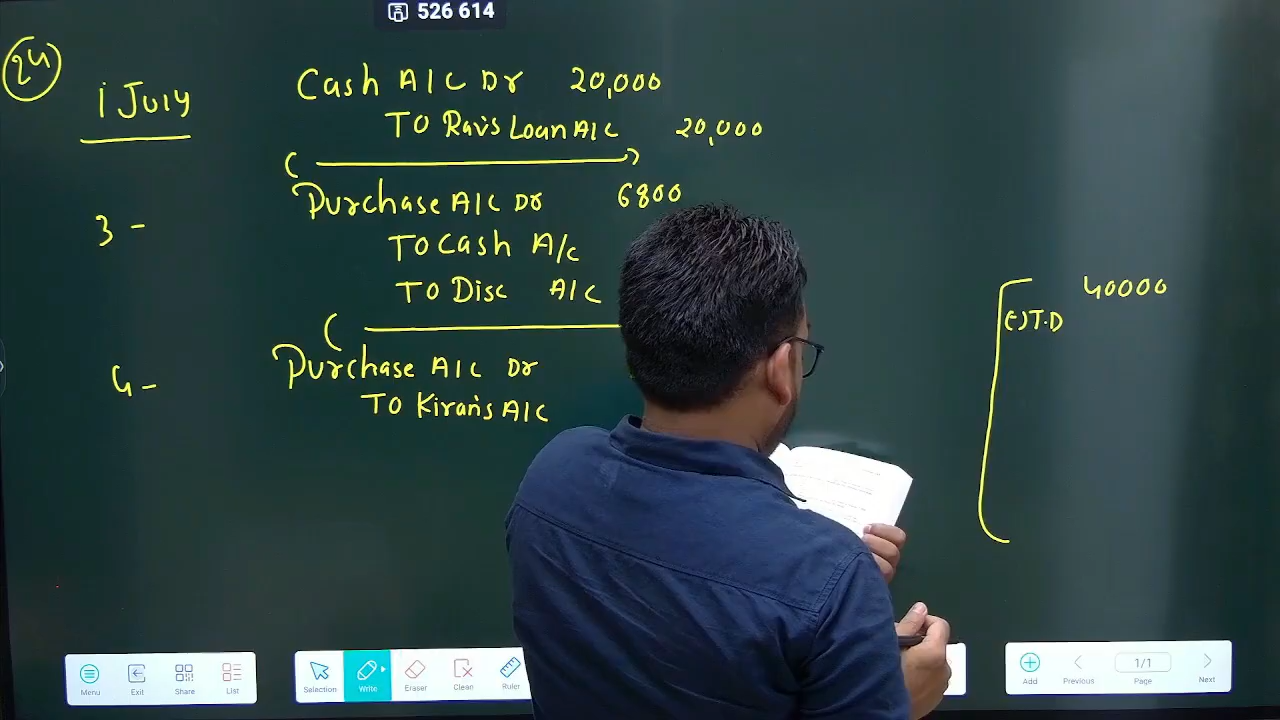 526 614
24
1 July
Cash A/C Dr 20,000
To Ravi's Loan A/C 20,000
3 -
Purchase A/C Dr 6800
To Cash A/c
To Disc A/C
4 -
Purchase A/C Dr
To Kiran's A/C
40000
(-) T.D
Menu Exit Share List
Selection Write Eraser Clean Ruler
Add Previous 1/1 Page Next